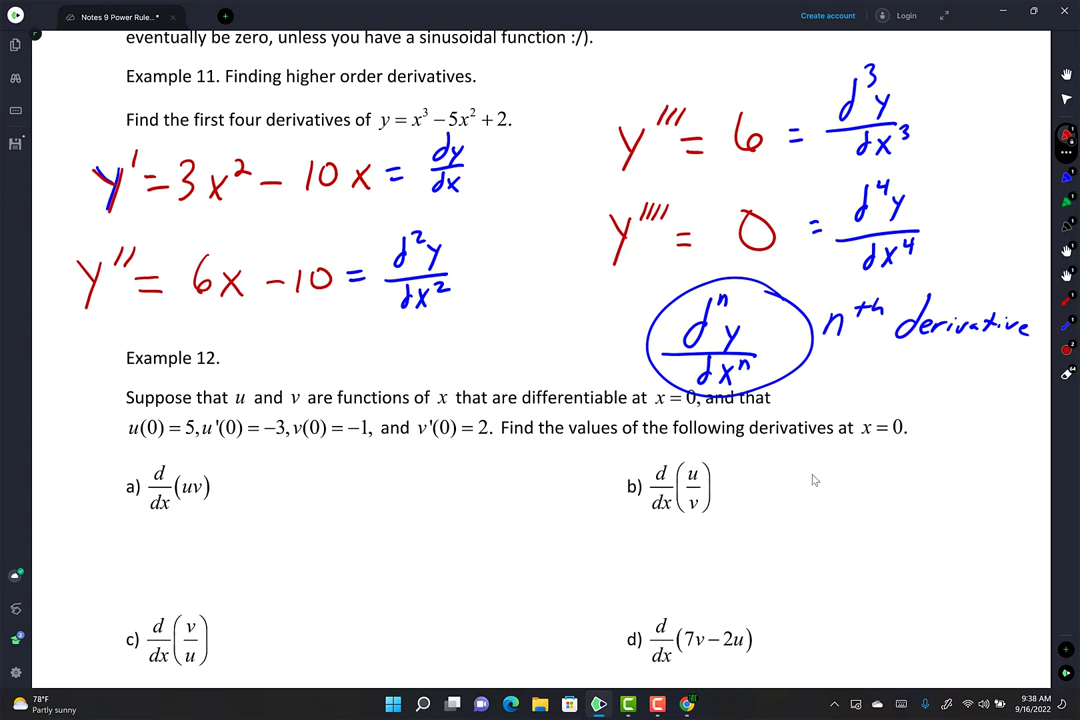 Notes 9 Power Rule...*
Create account
Login
eventually be zero, unless you have a sinusoidal function :/).
Example 11. Finding higher order derivatives.
Find the first four derivatives of y = x³ − 5x² + 2.
y' = 3x² − 10x = dy/dx
y'' = 6x − 10 = d²y/dx²
y''' = 6 = d³y/dx³
y'''' = 0 = d⁴y/dx⁴
dⁿy/dxⁿ nth derivative
Example 12.
Suppose that u and v are functions of x that are differentiable at x = 0, and that
u(0) = 5, u'(0) = −3, v(0) = −1, and v'(0) = 2. Find the values of the following derivatives at x = 0.
a) d/dx (uv)
b) d/dx (u/v)
c) d/dx (v/u)
d) d/dx (7v − 2u)
78°F
Partly sunny
9:38 AM
9/16/2022